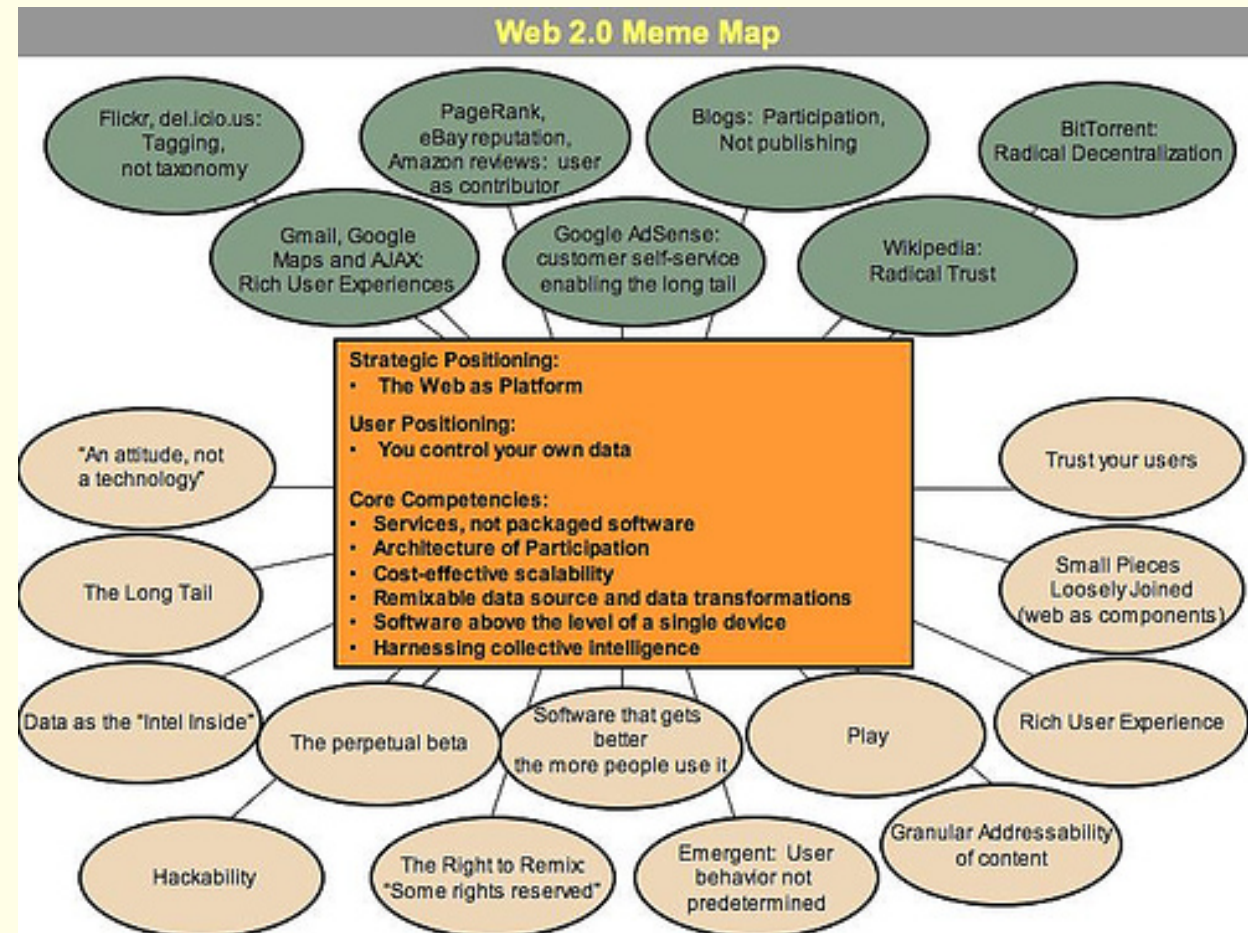 Web 2.0 Meme Map
Flickr, del.icio.us:
Tagging,
not taxonomy
PageRank,
eBay reputation,
Amazon reviews: user
as contributor
Blogs: Participation,
Not publishing
BitTorrent:
Radical Decentralization
Gmail, Google
Maps and AJAX:
Rich User Experiences
Google AdSense:
customer self-service
enabling the long tail
Wikipedia:
Radical Trust
Strategic Positioning:
• The Web as Platform
User Positioning:
• You control your own data
Core Competencies:
• Services, not packaged software
• Architecture of Participation
• Cost-effective scalability
• Remixable data source and data transformations
• Software above the level of a single device
• Harnessing collective intelligence
"An attitude, not
a technology"
Trust your users
The Long Tail
Small Pieces
Loosely Joined
(web as components)
Data as the "Intel Inside"
The perpetual beta
Software that gets
better
the more people use it
Play
Rich User Experience
Hackability
The Right to Remix:
"Some rights reserved"
Emergent: User
behavior not
predetermined
Granular Addressability
of content